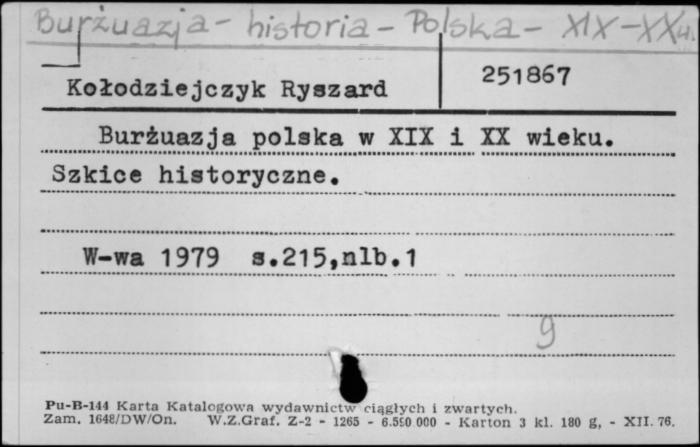 Burżuazja - historia - Polska - XIX - XX w.
Kołodziejczyk Ryszard
251867
Burżuazja polska w XIX i XX wieku.
Szkice historyczne.
W-wa 1979 s.215,nlb.1
9
Pu-B-144 Karta Katalogowa wydawnictw ciągłych i zwartych.
Zam. 1648/DW/On. W.Z.Graf. Z-2 - 1265 - 6.550 000 - Karton 3 kl. 180 g, - XII. 76.